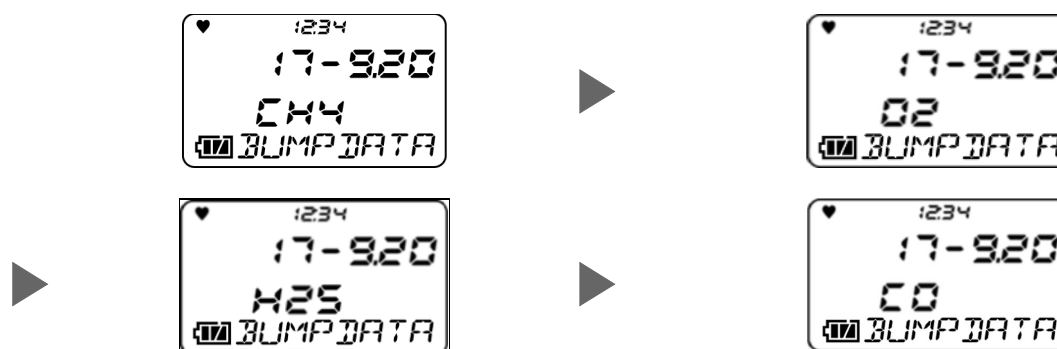 12:34
17-9.20
CH4
BUMP DATA
12:34
17-9.20
O2
BUMP DATA
12:34
17-9.20
H2S
BUMP DATA
12:34
17-9.20
CO
BUMP DATA